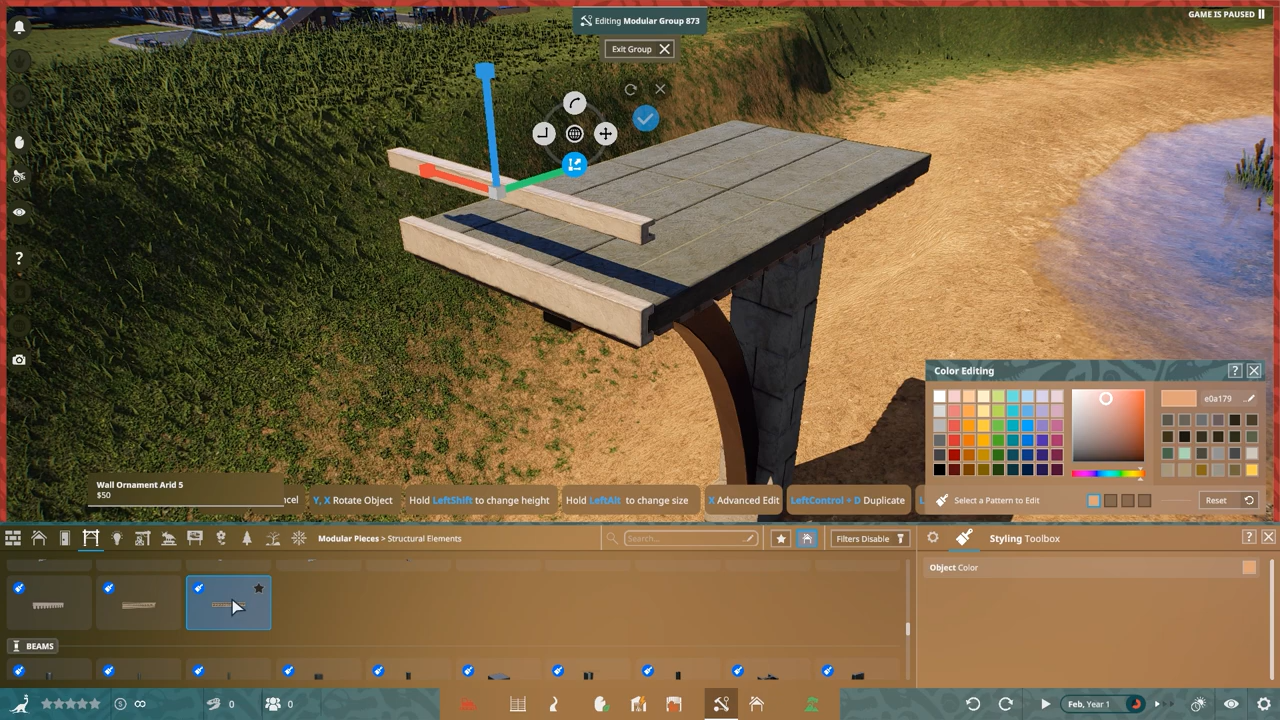 Editing Modular Group 873
GAME IS PAUSED
Exit Group
Color Editing
?
e0a179
Select a Pattern to Edit
Reset
Wall Ornament Arid 5
$50
Y, X Rotate Object
Hold LeftShift to change height
Hold LeftAlt to change size
X Advanced Edit
LeftControl + D Duplicate
Modular Pieces > Structural Elements
Search...
Filters Disable
Styling Toolbox
?
Object Color
BEAMS
?
∞
0
0
Feb, Year 1